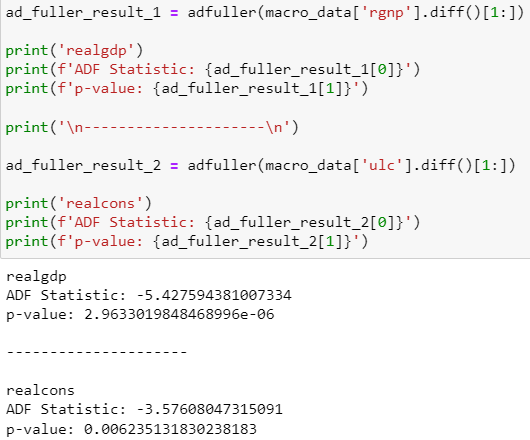 ad_fuller_result_1 = adfuller(macro_data['rgnp'].diff()[1:])
print('realgdp')
print(f'ADF Statistic: {ad_fuller_result_1[0]}')
print(f'p-value: {ad_fuller_result_1[1]}')
print('\n---------------------\n')
ad_fuller_result_2 = adfuller(macro_data['ulc'].diff()[1:])
print('realcons')
print(f'ADF Statistic: {ad_fuller_result_2[0]}')
print(f'p-value: {ad_fuller_result_2[1]}')
realgdp
ADF Statistic: -5.427594381007334
p-value: 2.9633019848468996e-06
---------------------
realcons
ADF Statistic: -3.57608047315091
p-value: 0.006235131830238183